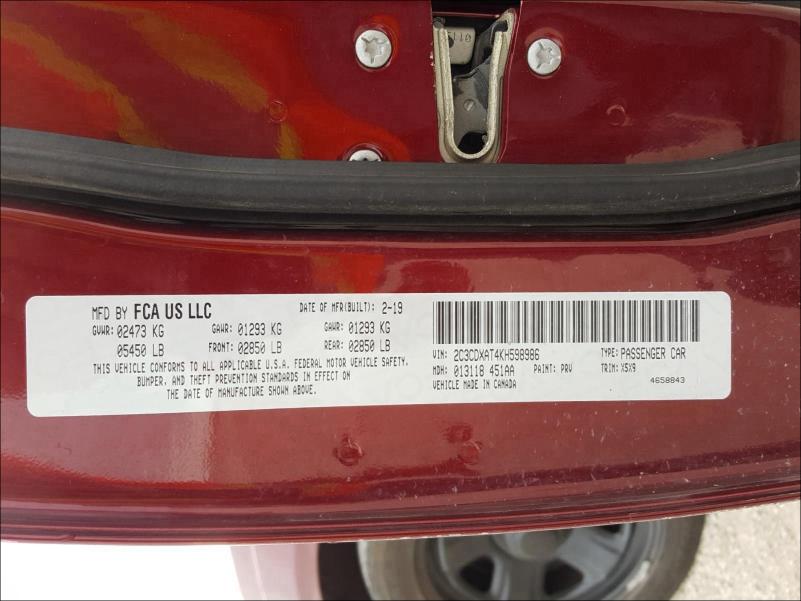 MFD BY FCA US LLC DATE OF MFR(BUILT): 2-19
GVWR: 02473 KG GAWR: 01293 KG GAWR: 01293 KG
05450 LB FRONT: 02850 LB REAR: 02850 LB
THIS VEHICLE CONFORMS TO ALL APPLICABLE U.S.A. FEDERAL MOTOR VEHICLE SAFETY,
BUMPER, AND THEFT PREVENTION STANDARDS IN EFFECT ON
THE DATE OF MANUFACTURE SHOWN ABOVE.
VIN: 2C3CDXAT4KH598986 TYPE: PASSENGER CAR
MDH: 013118 451AA PAINT: PRV TRIM: X5X9
VEHICLE MADE IN CANADA 4658843